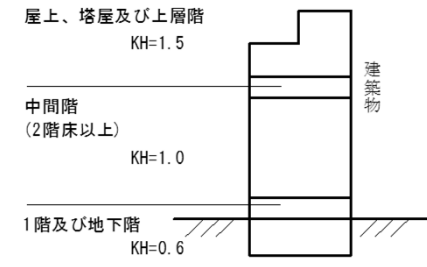 屋上、塔屋及び上層階
KH=1.5
建築物
中間階
(2階床以上)
KH=1.0
1階及び地下階
KH=0.6